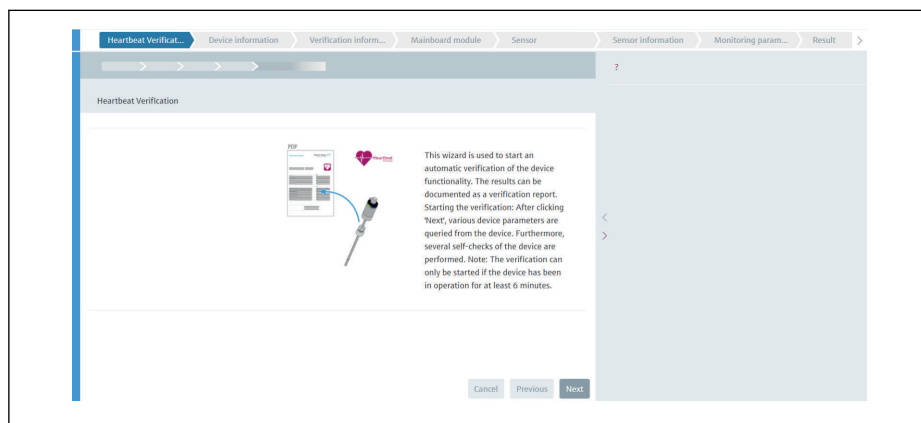 Heartbeat Verificat...
Device information
Verification inform...
Mainboard module
Sensor
Sensor information
Monitoring param...
Result
?
Heartbeat Verification
PDF
Heartbeat
This wizard is used to start an
automatic verification of the device
functionality. The results can be
documented as a verification report.
Starting the verification: After clicking
'Next', various device parameters are
queried from the device. Furthermore,
several self-checks of the device are
performed. Note: The verification can
only be started if the device has been
in operation for at least 6 minutes.
Cancel
Previous
Next